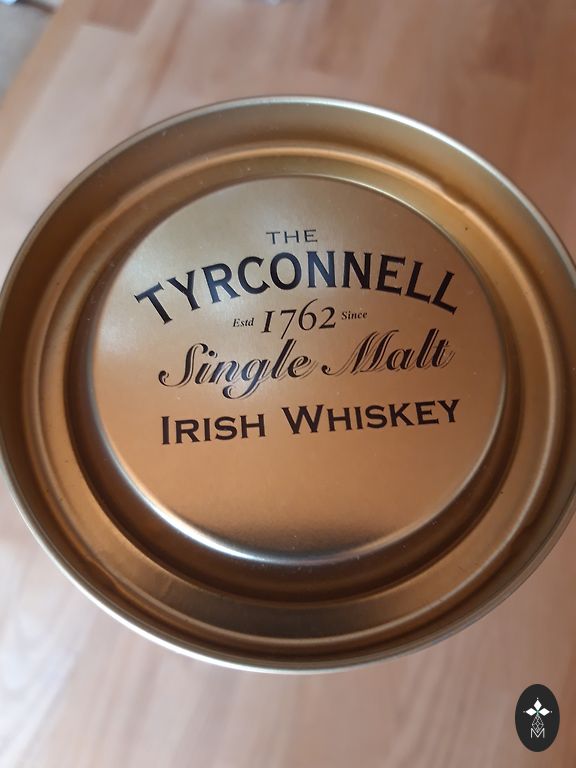 THE
TYRCONNELL
Estd 1762 Since
Single Malt
IRISH WHISKEY
M